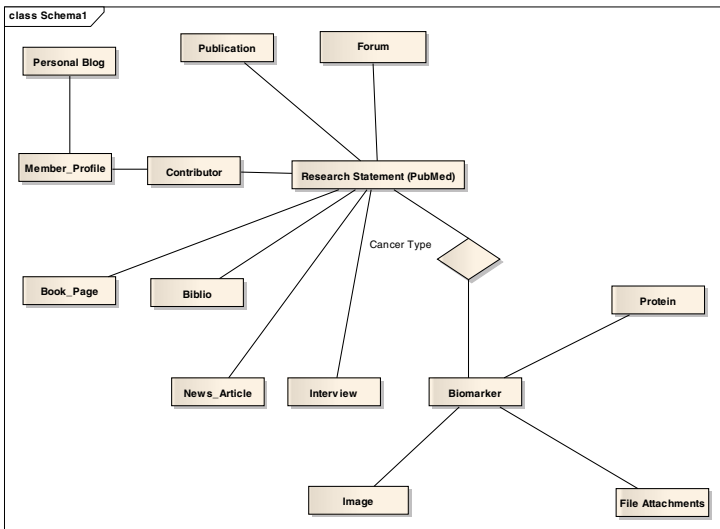 class Schema1
Publication
Forum
Personal Blog
Member_Profile
Contributor
Research Statement (PubMed)
Cancer Type
Book_Page
Biblio
Protein
News_Article
Interview
Biomarker
Image
File Attachments